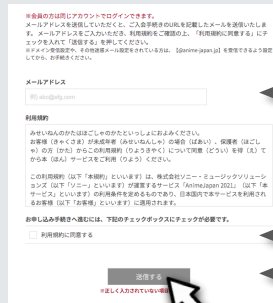 ※会員の方は同じアカウントでログインできます。
メールアドレスを送信していただくと、ご入会手続きのURLを記載したメールを送信いたしま
す。メールアドレスをご入力いただき、利用規約をご確認の上、「利用規約に同意する」にチ
ェックを入れて「送信する」を押してください。
※ドメイン受信設定や、その他迷惑メール設定をされている方は、【@anime-japan.jp】を受信できるよう設定
してから、お手続きください。
メールアドレス
例) abc@efg.com
利用規約
みせいねんのかたはほごしゃのかたといっしょにおよみください。
お客様（きゃくさま）が未成年者（みせいねんしゃ）の場合（ばあい）、保護者（ほごし
ゃ）の方（かた）からこの利用規約（りようきやく）について同意（どうい）を得（え）て
から本（ほん）サービスをご利用（りよう）ください。
この利用規約（以下「本規約」といいます）は、株式会社ソニー・ミュージックソリューシ
ョンズ（以下「ソニー」といいます）が運営するサービス「AnimeJapan 2021」（以下「本
サービス」といいます）の利用条件を定めるものであり、日本国内で本サービスを利用され
るお客様（以下「お客様」といいます）に適用されます。
お申し込み手続きへ進むには、下記のチェックボックスにチェックが必要です。
利用規約に同意する
送信する
※正しく入力されていない項目